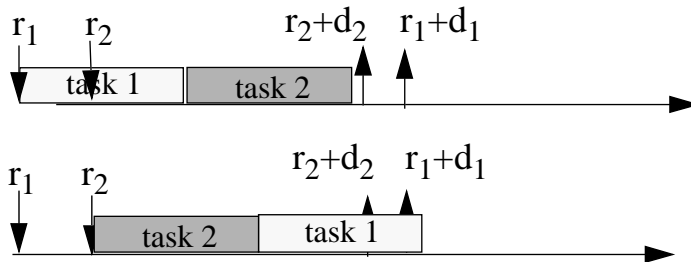 r₁ r₂ r₂+d₂ r₁+d₁
task 1 task 2
r₁ r₂ r₂+d₂ r₁+d₁
task 2 task 1